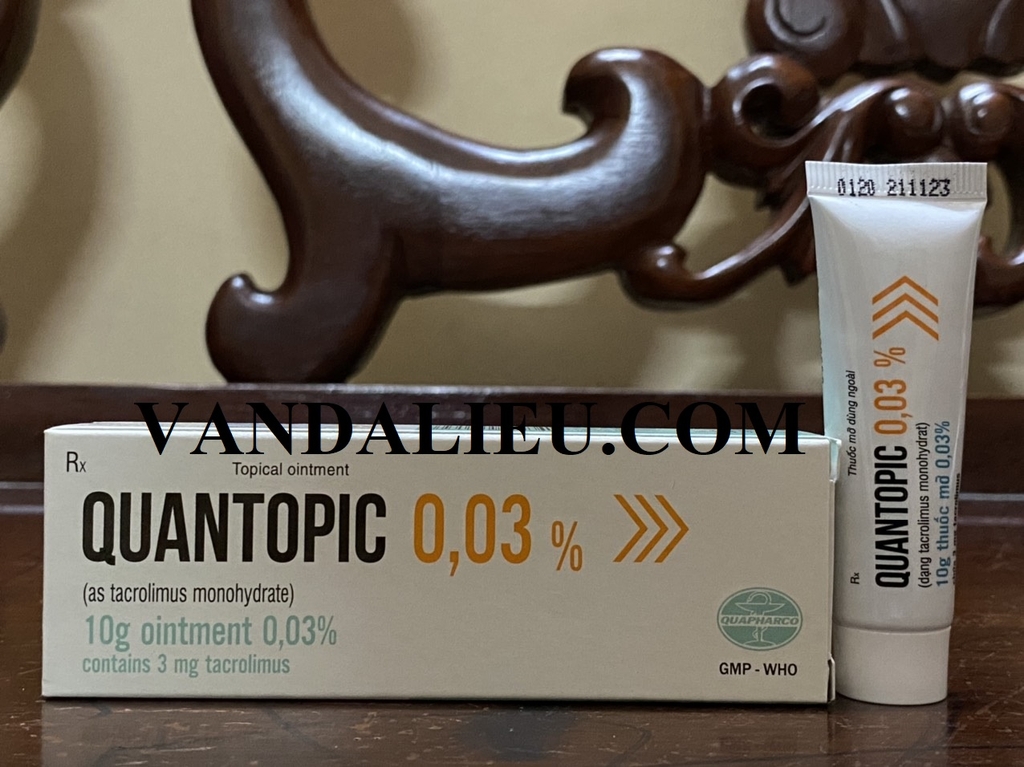 VANDALIEU.COM
Rx
Topical ointment
QUANTOPIC 0,03 %
(as tacrolimus monohydrate)
10g ointment 0,03%
contains 3 mg tacrolimus
QUAPHARCO
GMP - WHO
0120 211123
Rx
Thuốc mỡ dùng ngoài
QUANTOPIC 0,03 %
(dạng tacrolimus monohydrat)
10g thuốc mỡ 0,03%